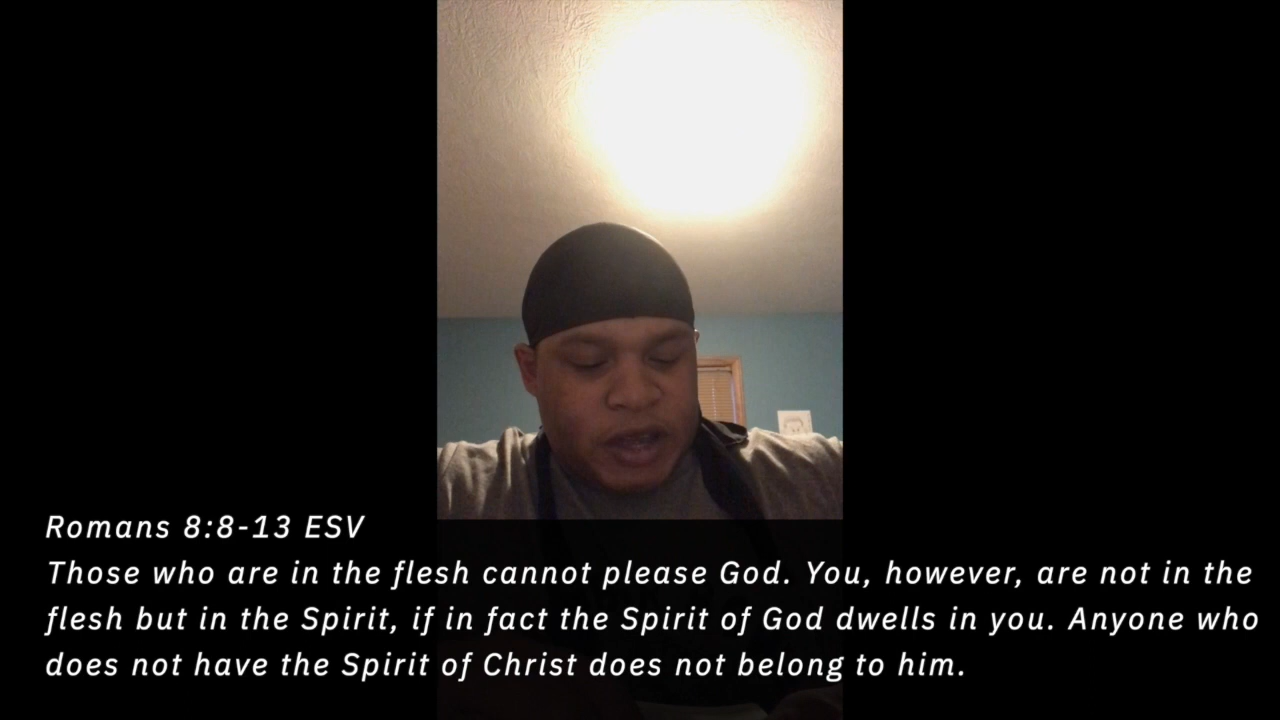 Romans 8:8-13 ESV
Those who are in the flesh cannot please God. You, however, are not in the
flesh but in the Spirit, if in fact the Spirit of God dwells in you. Anyone who
does not have the Spirit of Christ does not belong to him.